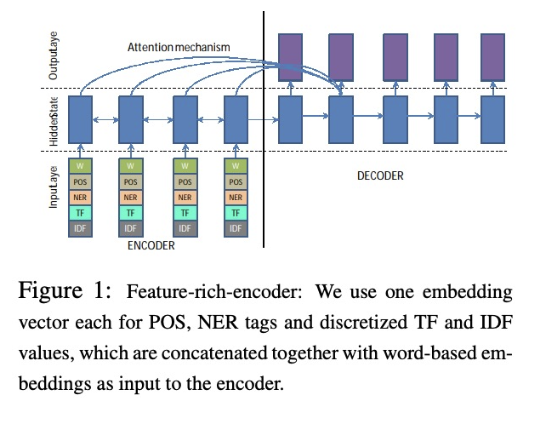 Attention mechanism
Output Laye
HiddenState
Input Laye
W W W W
POS POS POS POS
NER NER NER NER
TF TF TF TF
IDF IDF IDF IDF
ENCODER
DECODER
Figure 1: Feature-rich-encoder: We use one embedding
vector each for POS, NER tags and discretized TF and IDF
values, which are concatenated together with word-based em-
beddings as input to the encoder.